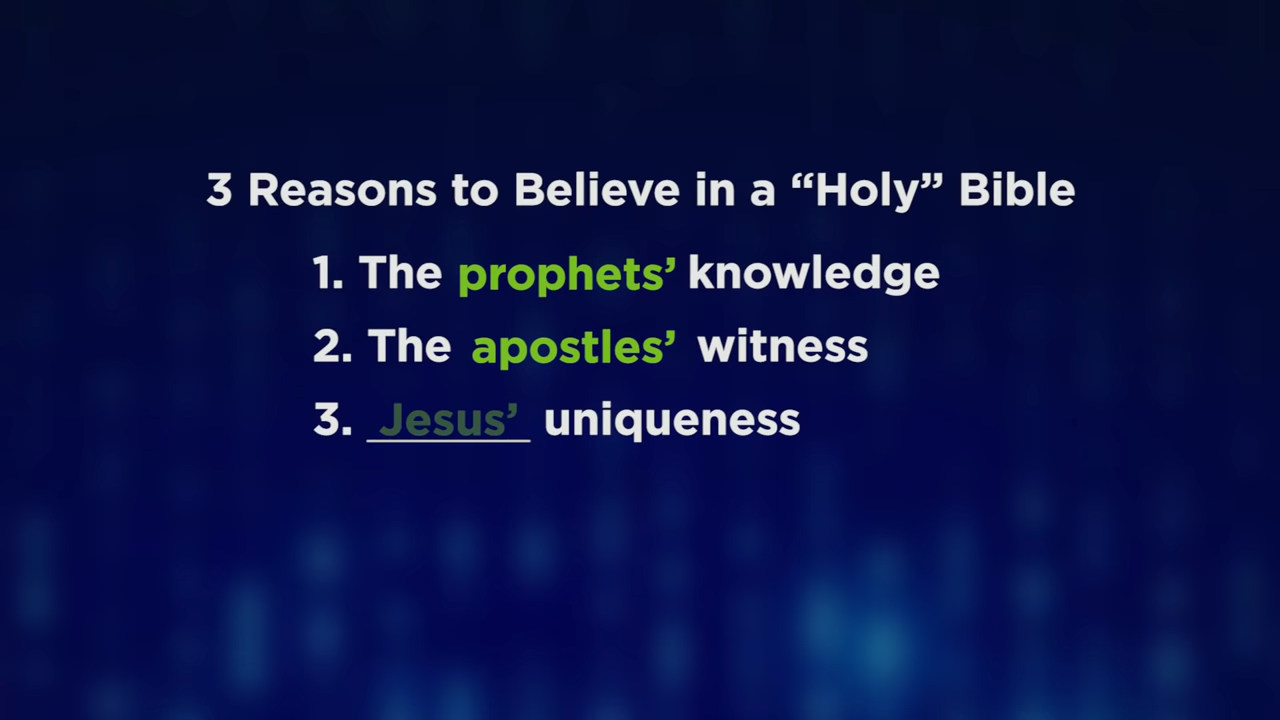 3 Reasons to Believe in a “Holy” Bible
1. The prophets’ knowledge
2. The apostles’ witness
3. Jesus’ uniqueness